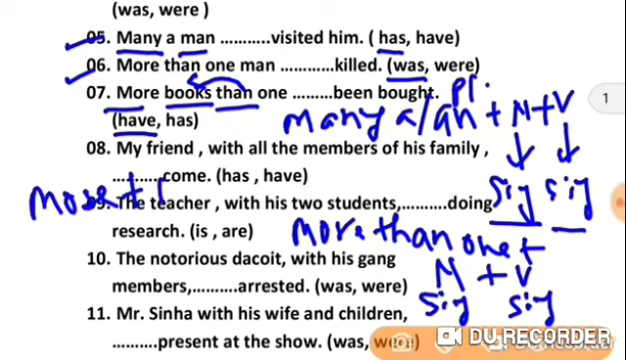 (was, were )
05. Many a man ...........visited him. ( has, have)
06. More than one man ..........killed. (was, were)
07. More books than one ........been bought.
pl.
(have, has)
many a/an + N + V
08. My friend , with all the members of his family ,
..........come. (has , have)
sig sig
more + 
09. The teacher , with his two students,..........doing
research. (is , are)
more than one +
N + V
10. The notorious dacoit, with his gang
members,.........arrested. (was, were)
sig sig
11. Mr. Sinha with his wife and children,
..........present at the show. (was, were)
1
DU RECORDER